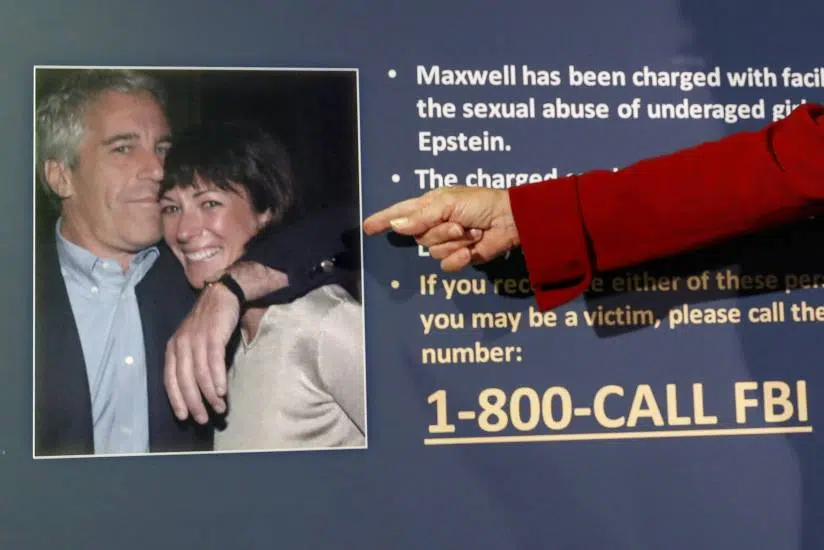 • Maxwell has been charged with
the sexual abuse of underaged
Epstein.
• The charged
• If you either of these
you may be a victim, please call the
number:
1-800-CALL FBI